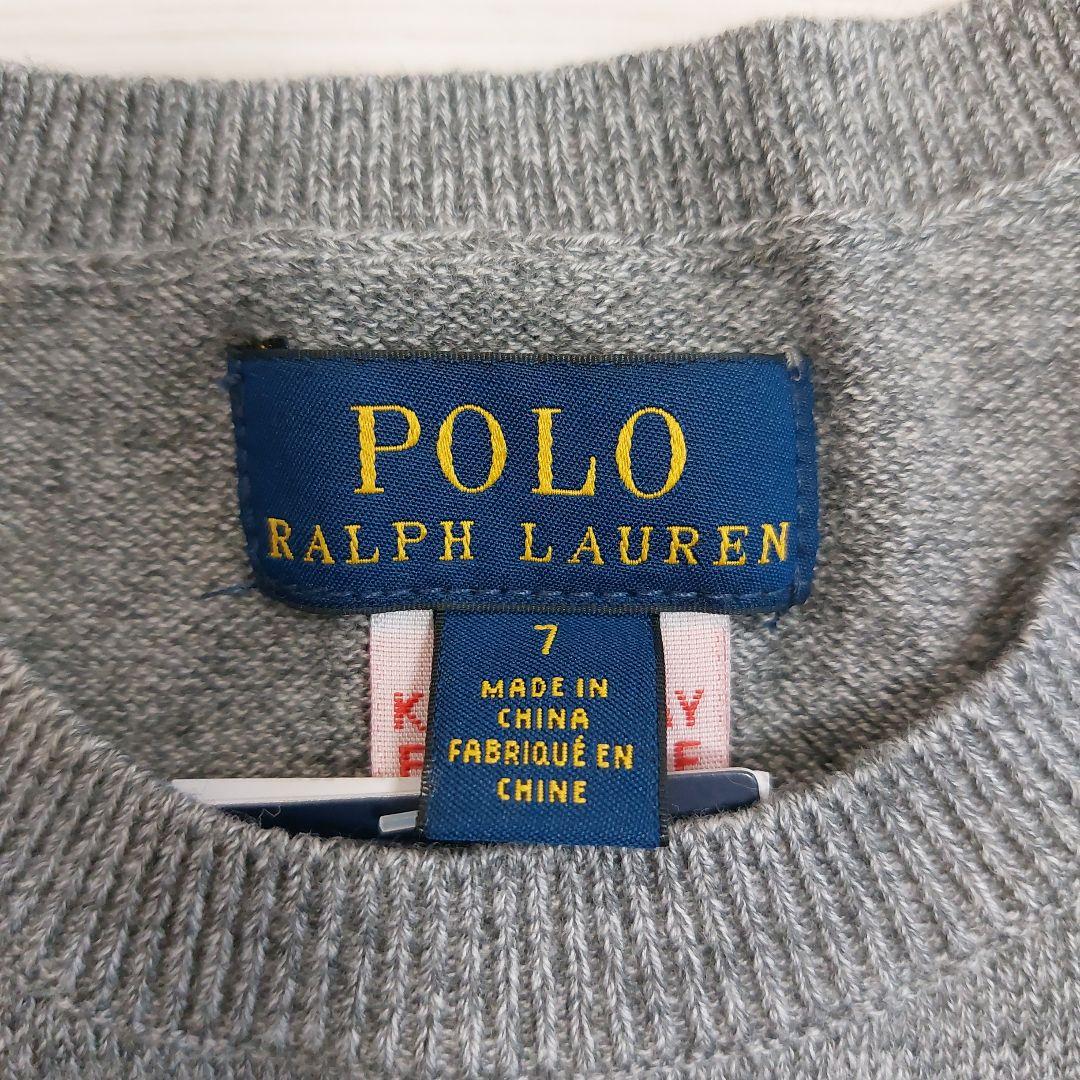 POLO
RALPH LAUREN
7
MADE IN
CHINA
FABRIQUÉ EN
CHINE